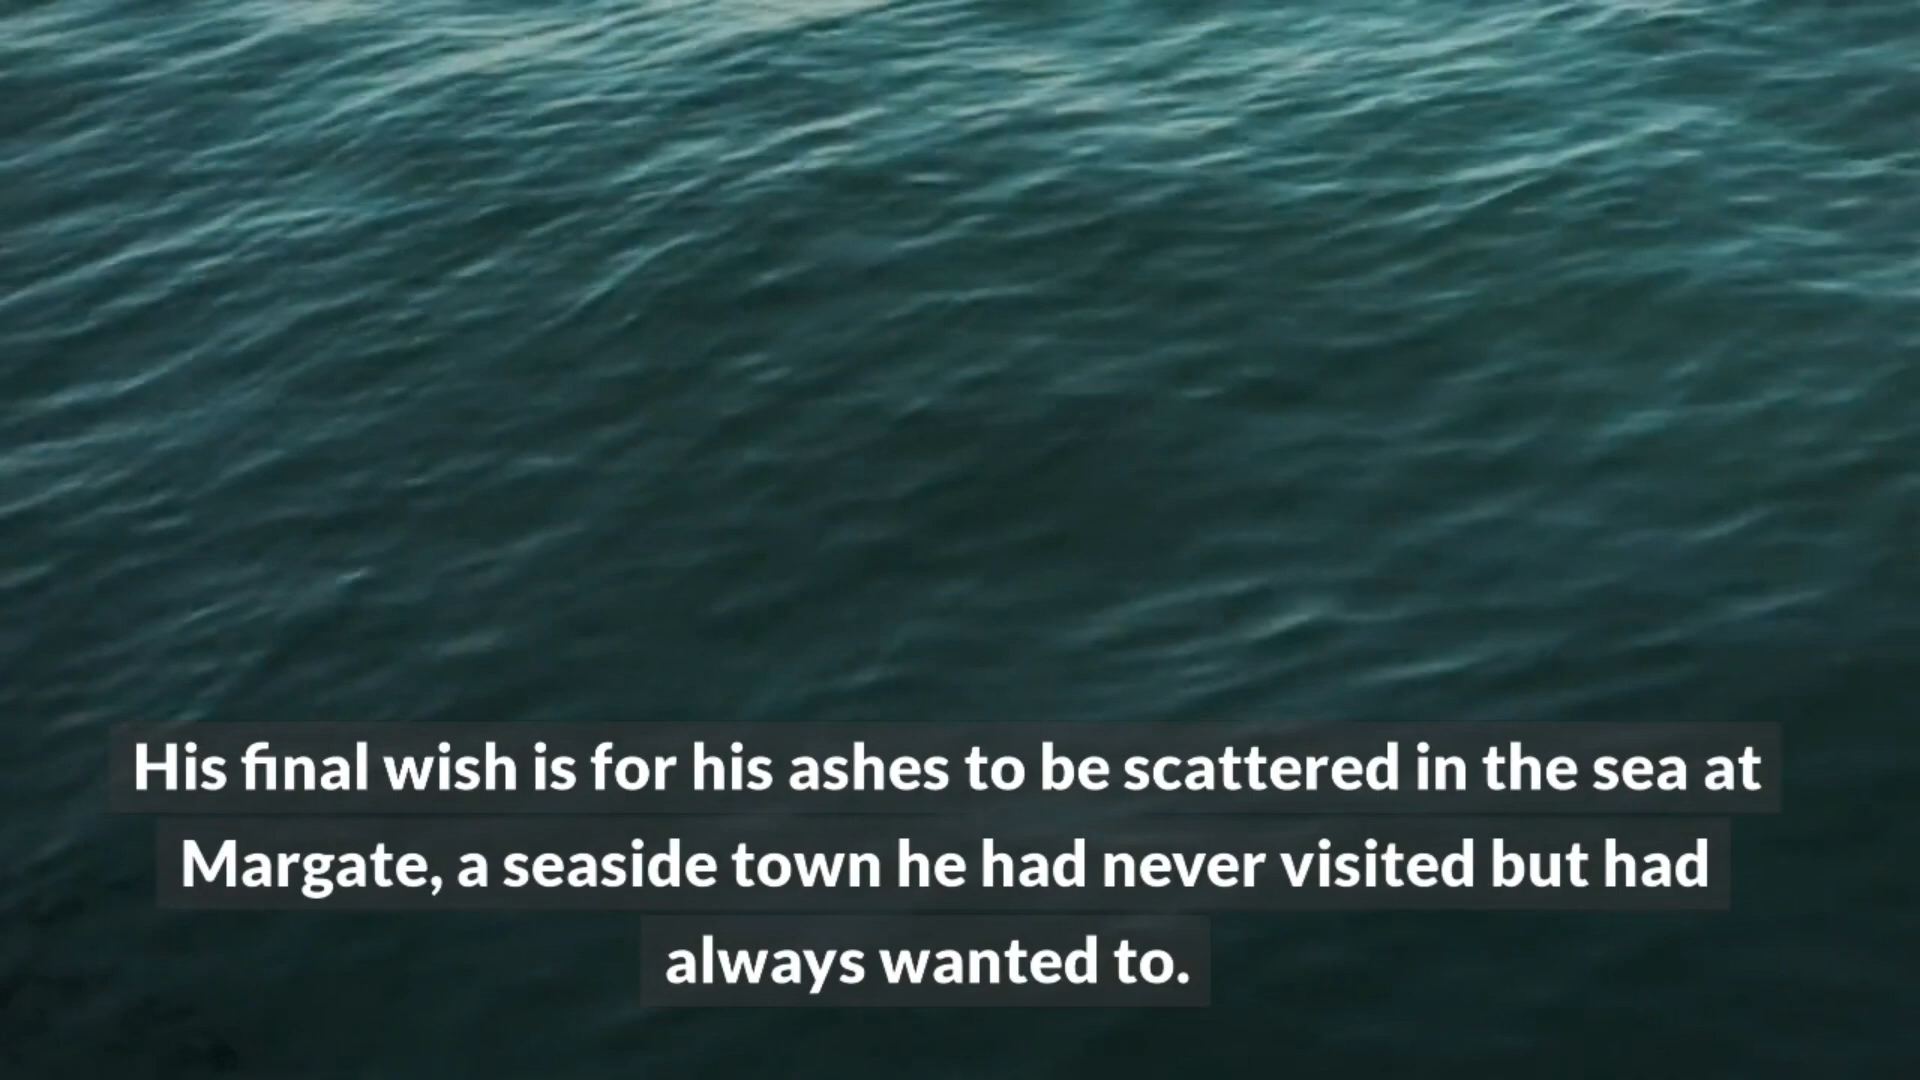 His final wish is for his ashes to be scattered in the sea at
Margate, a seaside town he had never visited but had
always wanted to.